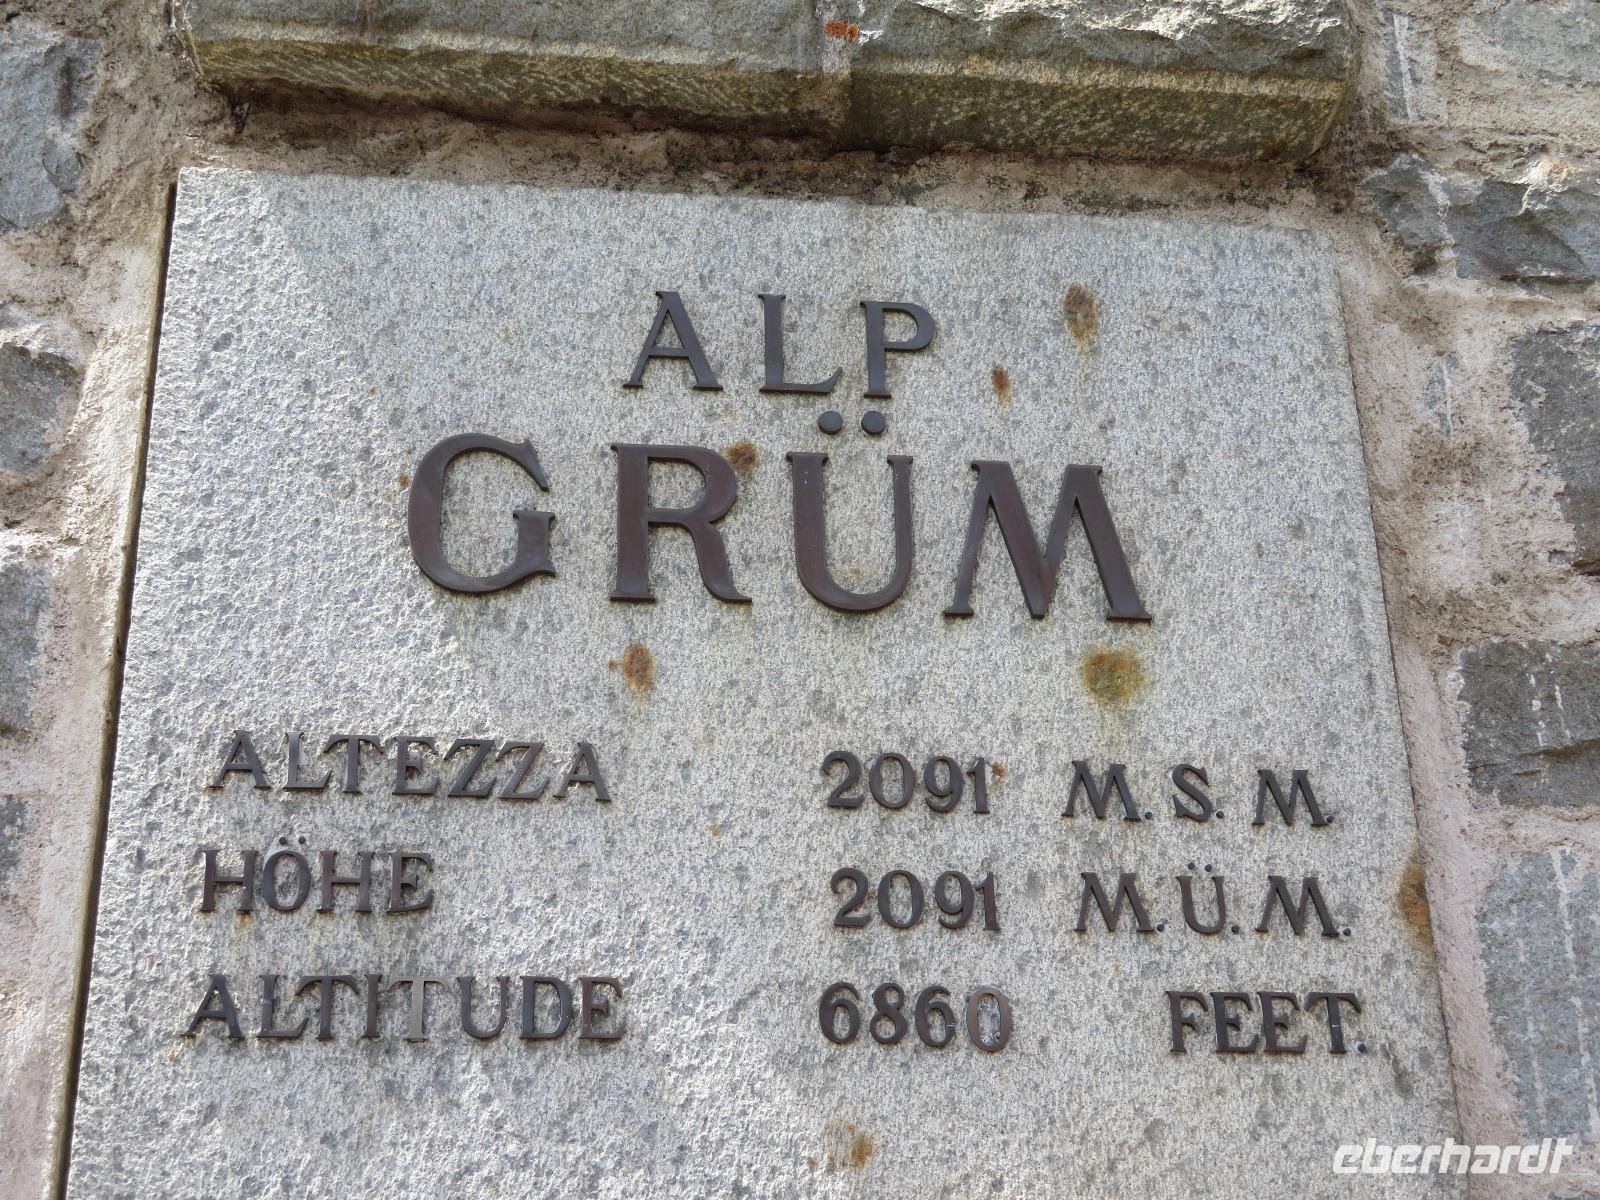 ALP
GRÜM
ALTEZZA 2091 M.S.M.
HÖHE 2091 M.Ü.M.
ALTITUDE 6860 FEET.
eberhardt